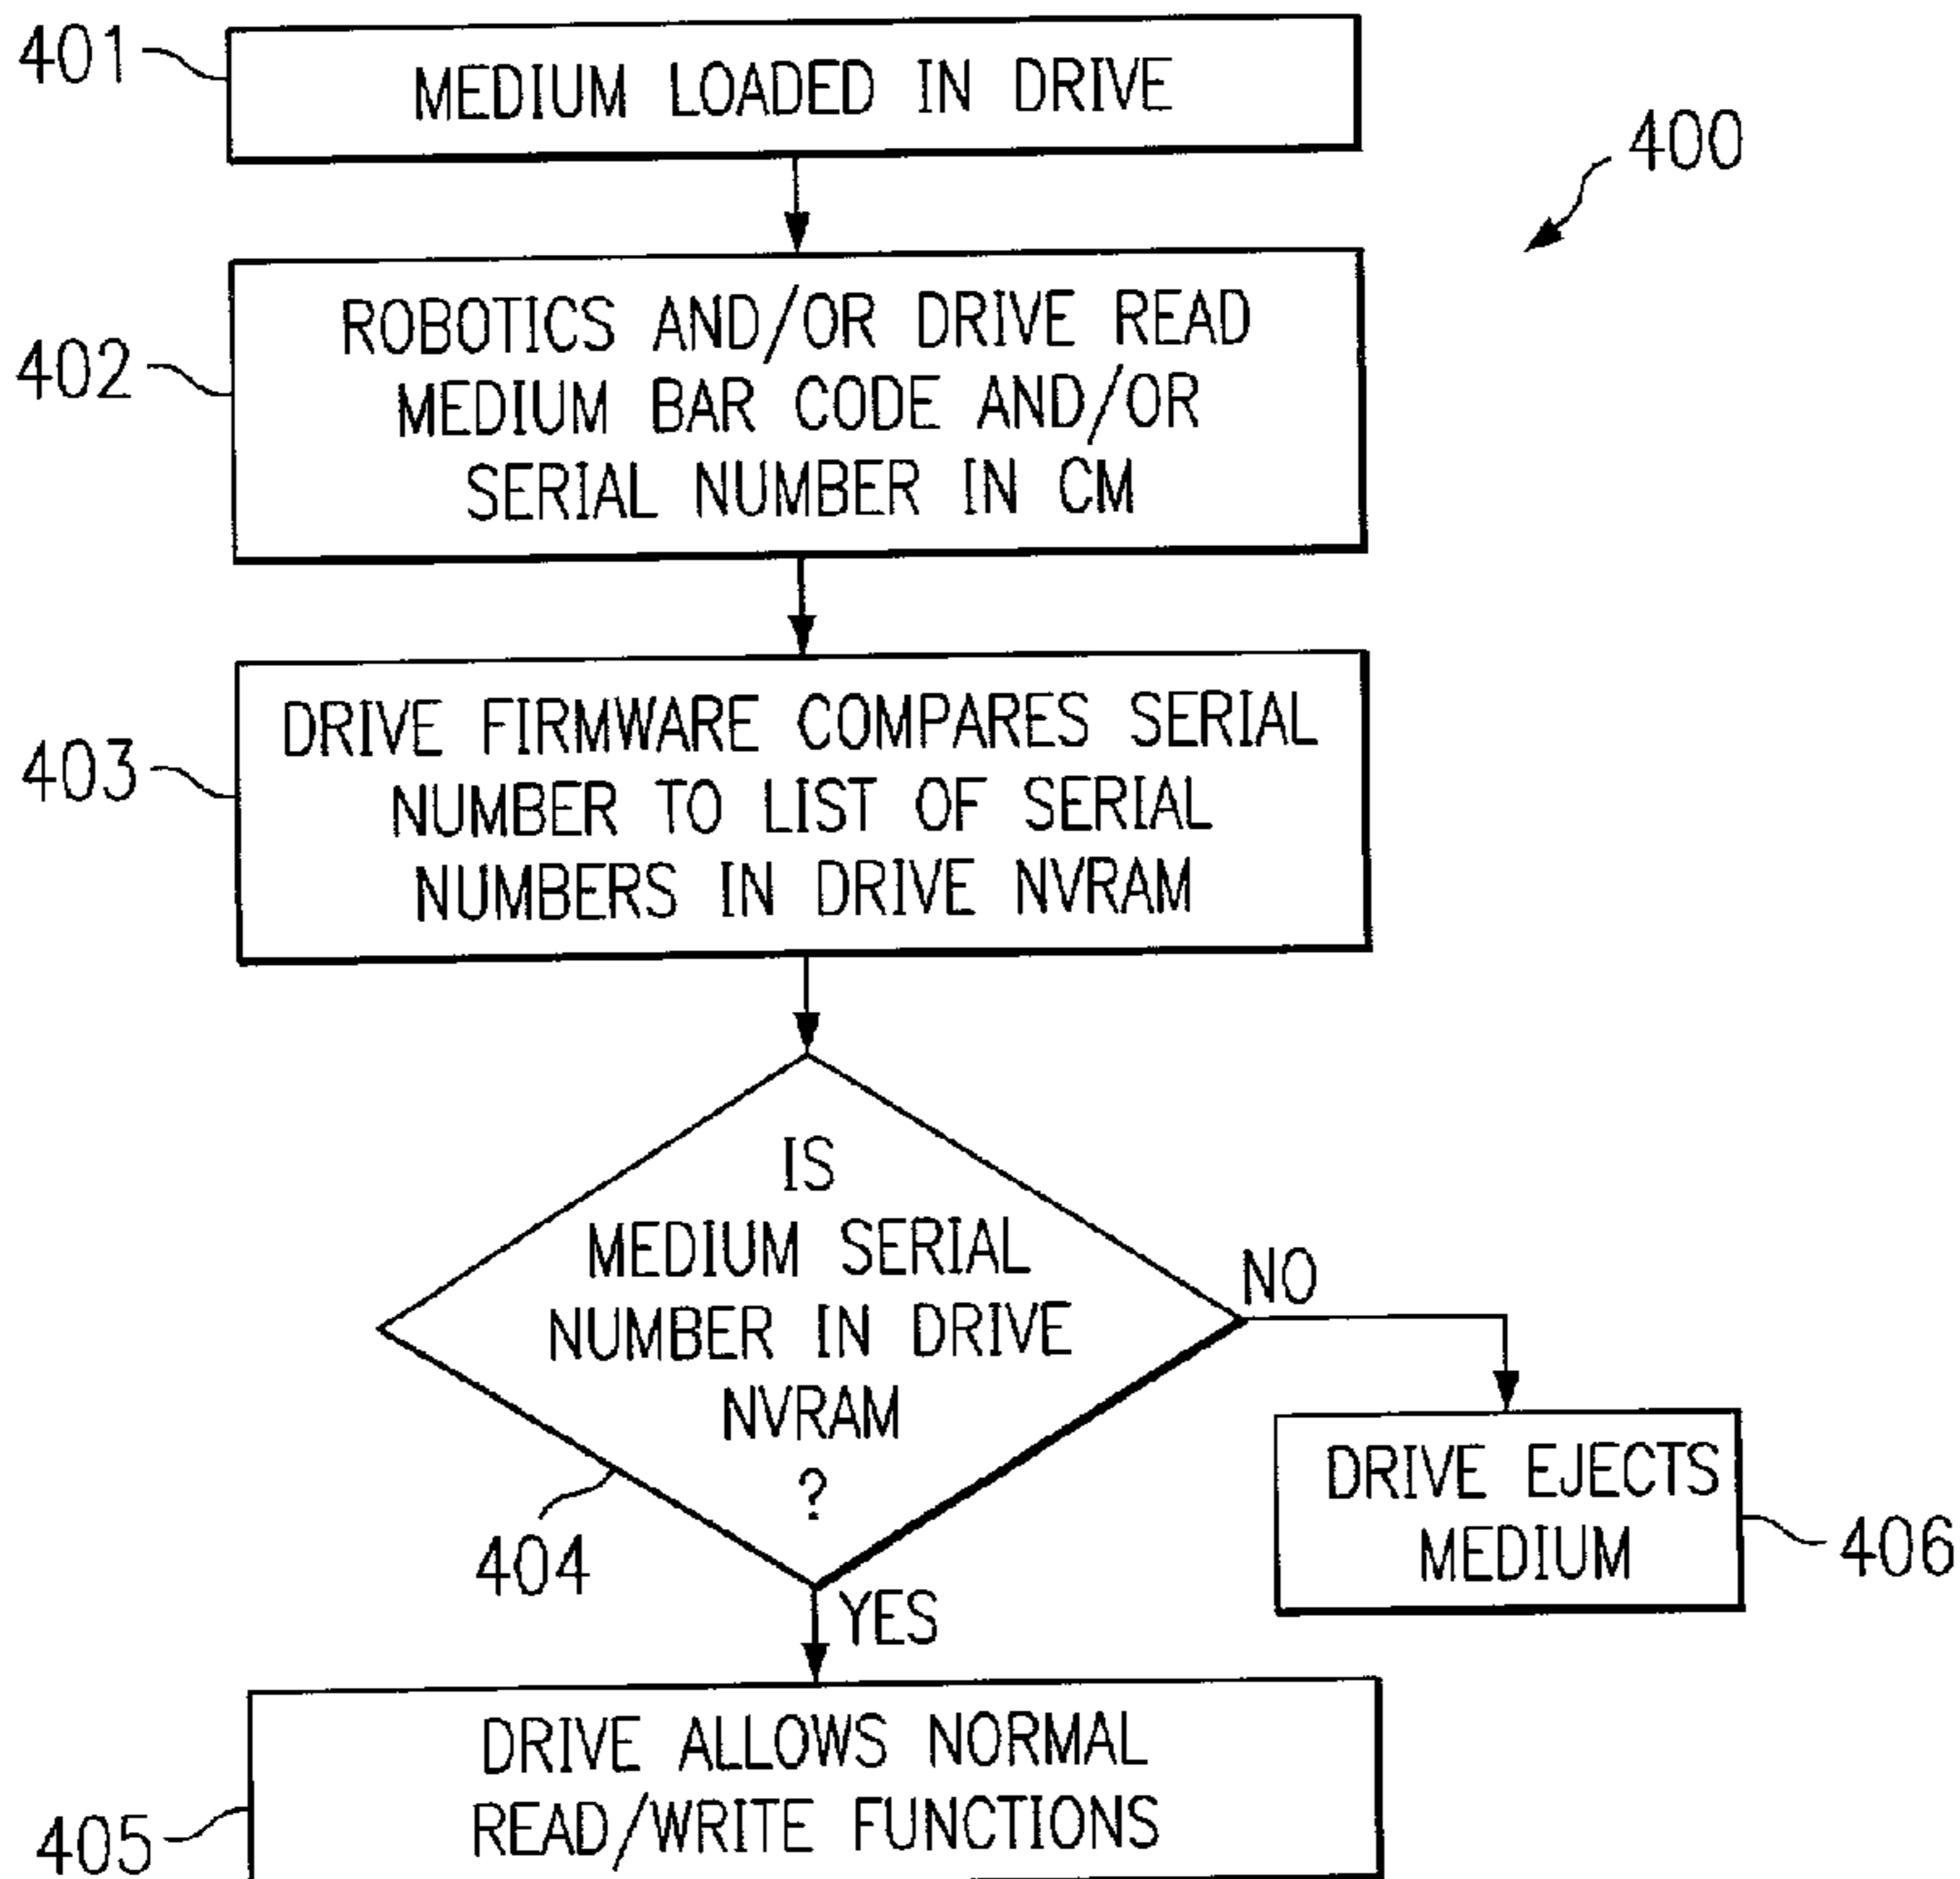 401
MEDIUM LOADED IN DRIVE
400
402
ROBOTICS AND/OR DRIVE READ
MEDIUM BAR CODE AND/OR
SERIAL NUMBER IN CM
403
DRIVE FIRMWARE COMPARES SERIAL
NUMBER TO LIST OF SERIAL
NUMBERS IN DRIVE NVRAM
IS
MEDIUM SERIAL
NUMBER IN DRIVE
NVRAM
?
404
NO
DRIVE EJECTS
MEDIUM
406
YES
DRIVE ALLOWS NORMAL
READ/WRITE FUNCTIONS
405